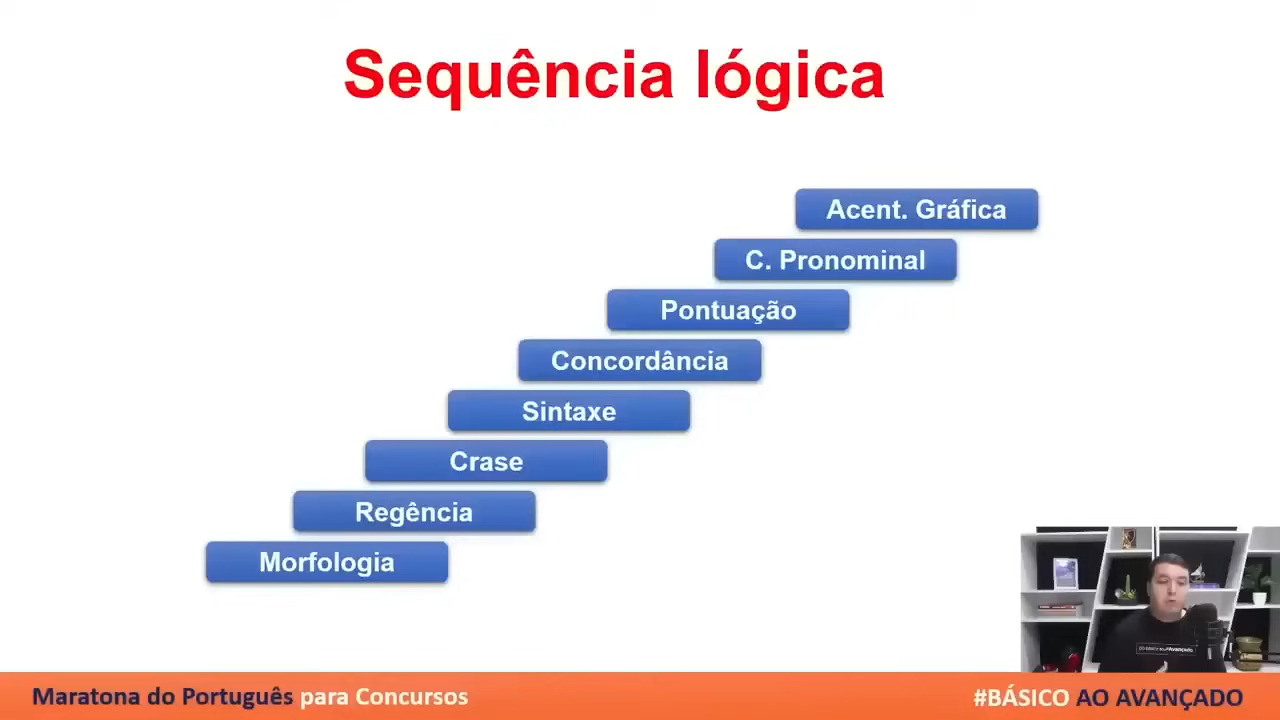 Sequência lógica
Acent. Gráfica
C. Pronominal
Pontuação
Concordância
Sintaxe
Crase
Regência
Morfologia
Maratona do Português para Concursos
#BÁSICO AO AVANÇADO